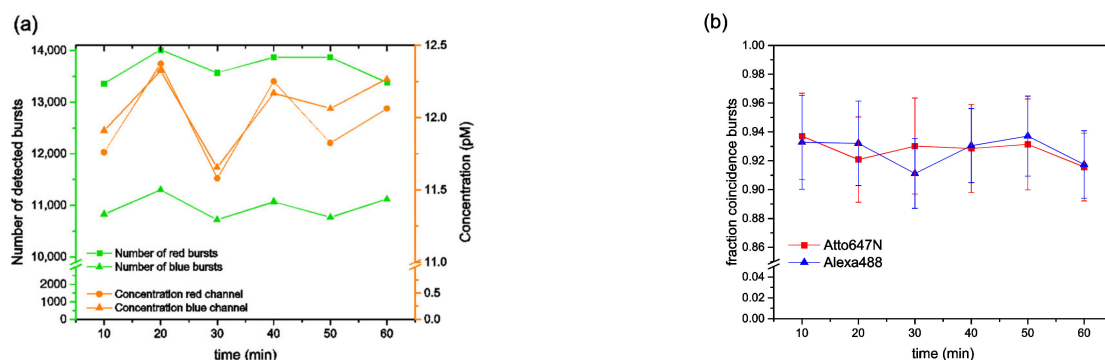 (a)
14,000
13,000
12,000
11,000
10,000
2000
1000
0
Number of detected bursts
12.5
12.0
11.5
11.0
0.5
0.0
Concentration (pM)
Number of red bursts
Number of blue bursts
Concentration red channel
Concentration blue channel
10 20 30 40 50 60
time (min)
(b)
1.00
0.98
0.96
0.94
0.92
0.90
0.88
0.86
0.04
0.02
0.00
fraction coincidence bursts
Atto647N
Alexa488
10 20 30 40 50 60
time (min)